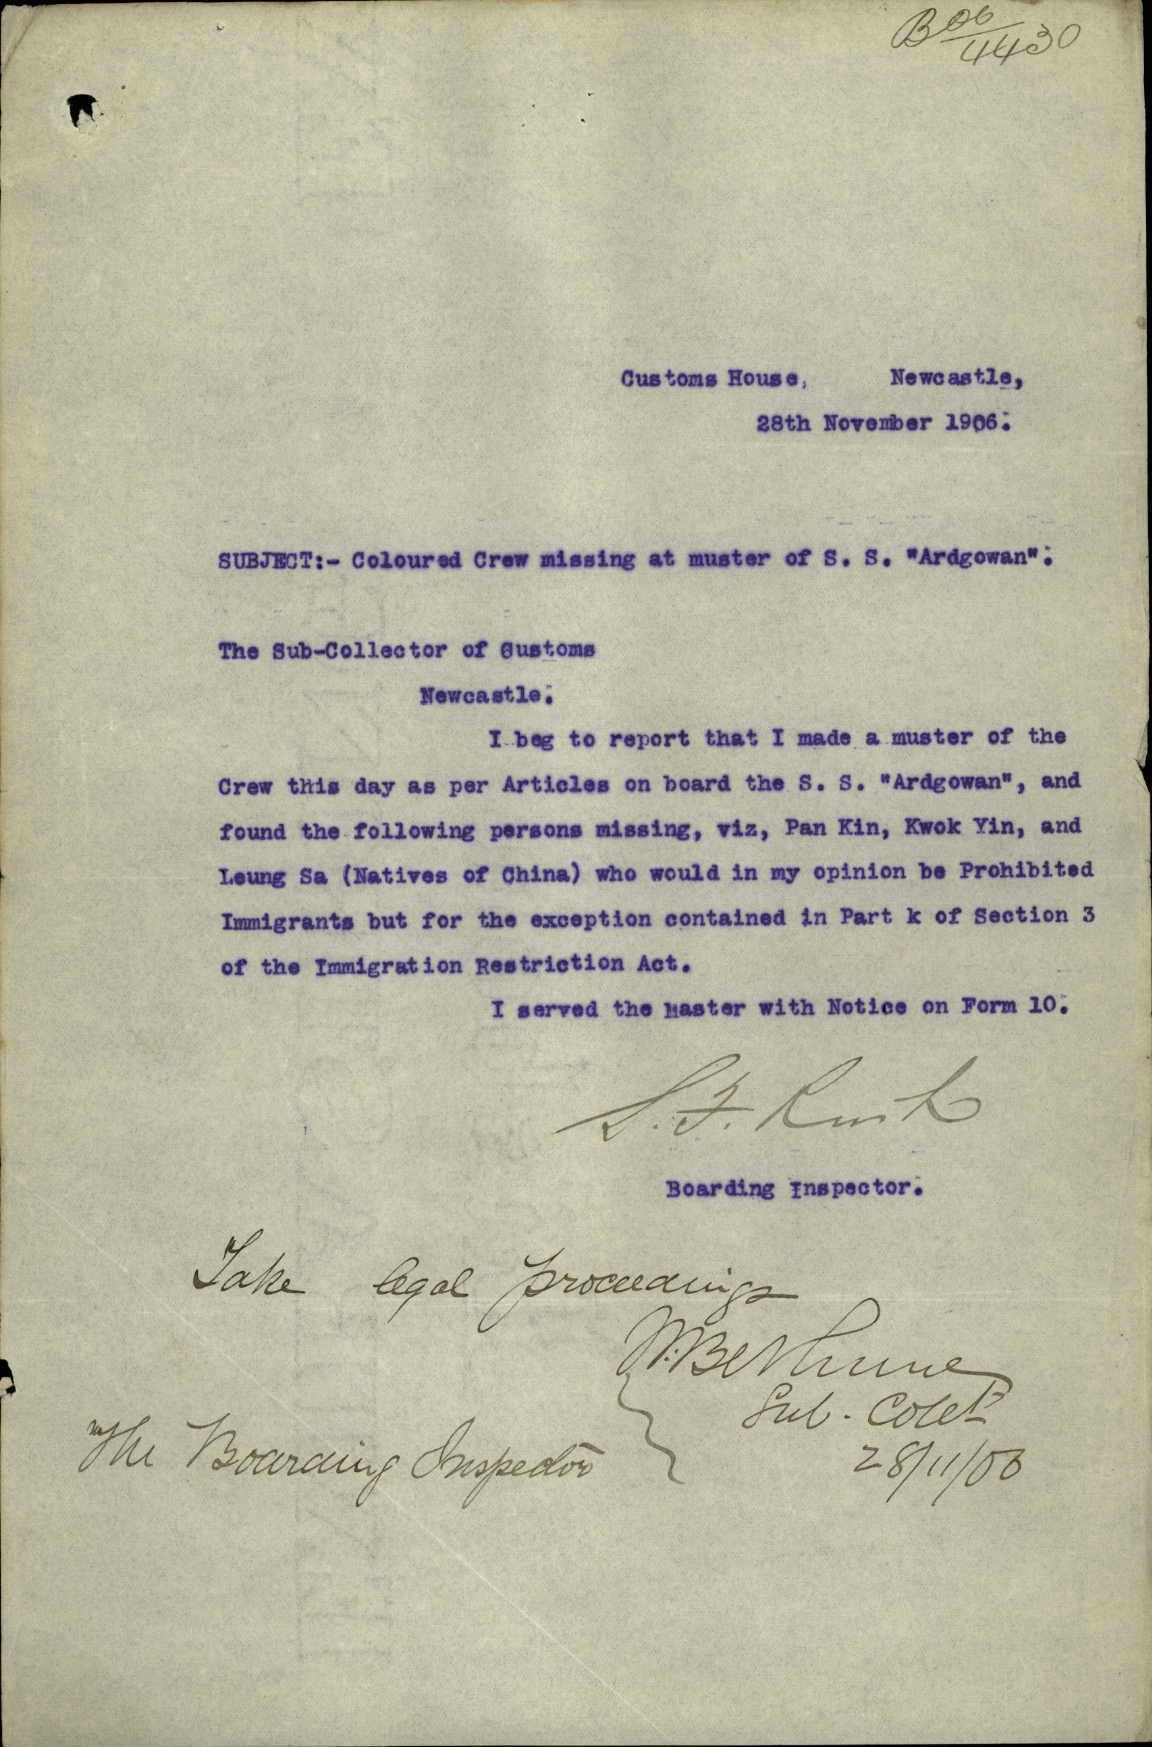 B06/4430
Customs House, Newcastle,
28th November 1906.
SUBJECT:- Coloured Crew missing at muster of S. S. "Ardgowan".
The Sub-Collector of Customs
Newcastle.
I beg to report that I made a muster of the
Crew this day as per Articles on board the S. S. "Ardgowan", and
found the following persons missing, viz, Pan Kin, Kwok Yin, and
Leung Sa (Natives of China) who would in my opinion be Prohibited
Immigrants but for the exception contained in Part k of Section 3
of the Immigration Restriction Act.
I served the Master with Notice on Form 10.
Boarding Inspector.
Take legal proceedings
Sub-Colr
28/11/06
The Boarding Inspector